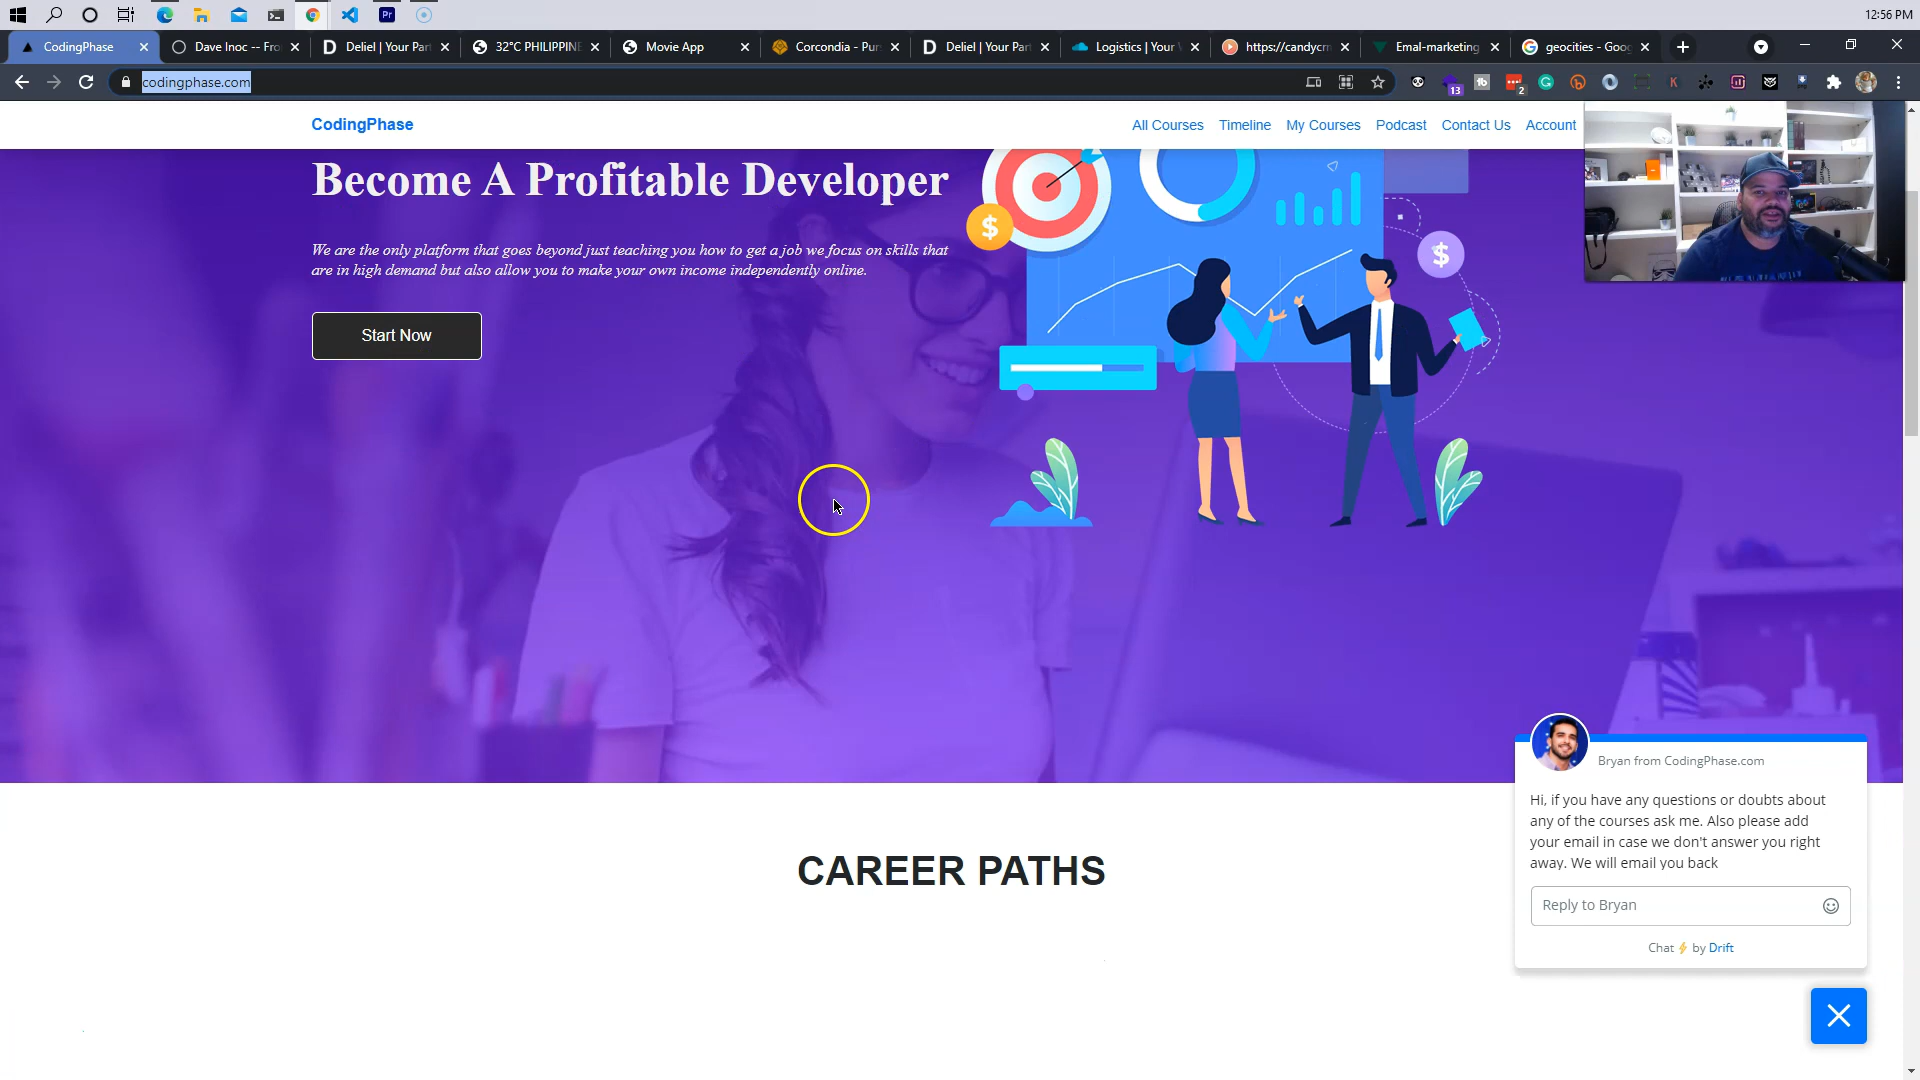 12:56 PM
CodingPhase
Dave Inoc -- Fro
Deliel | Your Par
32°C PHILIPPINE
Movie App
Corcondia - Pur
Deliel | Your Par
Logistics | Your
https://candycrn
Emal-marketing
geocities - Goo
codingphase.com
13
2
CodingPhase
All Courses
Timeline
My Courses
Podcast
Contact Us
Account
Become A Profitable Developer
We are the only platform that goes beyond just teaching you how to get a job we focus on skills that
are in high demand but also allow you to make your own income independently online.
Start Now
CAREER PATHS
Bryan from CodingPhase.com
Hi, if you have any questions or doubts about
any of the courses ask me. Also please add
your email in case we don't answer you right
away. We will email you back
Reply to Bryan
Chat ⚡ by Drift